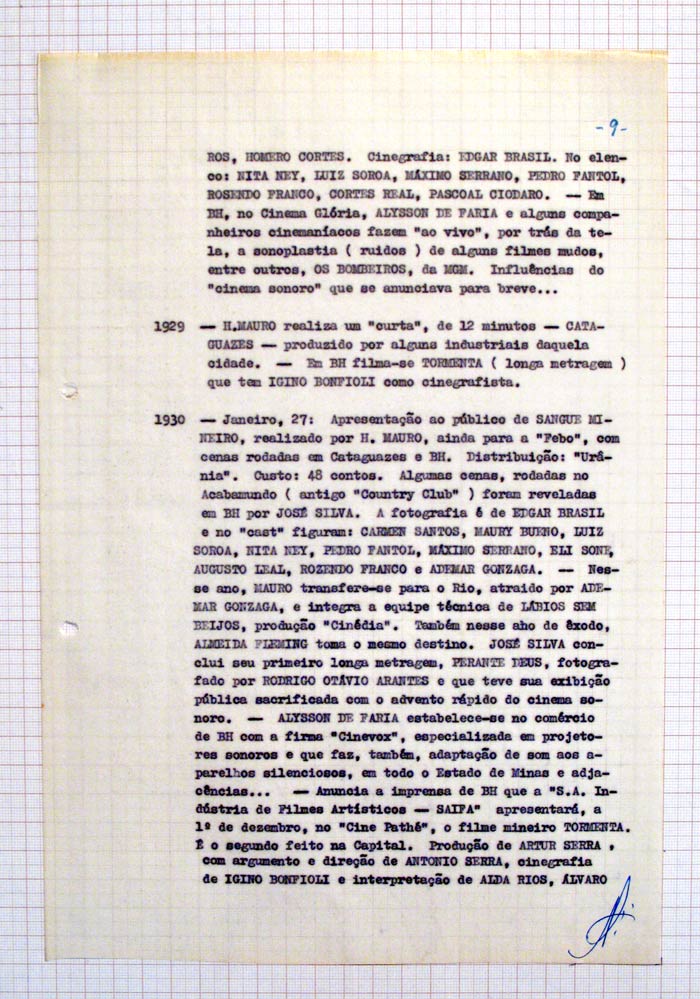 -9-
ROS, HOMERO CORTES. Cinegrafia: EDGAR BRASIL. No elen-
co: NITA NEY, LUIZ SOROA, MÁXIMO SERRANO, PEDRO FANTOL,
ROSENDO FRANCO, CORTES REAL, PASCOAL CIODARO. — Em
BH, no Cinema Glória, ALYSSON DE FARIA e alguns compa-
nheiros cinemaníacos fazem "ao vivo", por trás da te-
la, a sonoplastia ( ruidos ) de alguns filmes mudos,
entre outros, OS BOMBEIROS, da MGM. Influências do
"cinema sonoro" que se anunciava para breve...
1929 — H.MAURO realiza um "curta", de 12 minutos — CATA-
GUAZES — produzido por alguns industriais daquela
cidade. — Em BH filma-se TORMENTA ( longa metragem )
que tem IGINO BONFIOLI como cinegrafista.
1930 — Janeiro, 27: Apresentação ao público de SANGUE MI-
NEIRO, realizado por H. MAURO, ainda para a "Febo", com
cenas rodadas em Cataguazes e BH. Distribuição: "Urâ-
nia". Custo: 48 contos. Algumas cenas, rodadas no
Acabamundo ( antigo "Country Club" ) foram reveladas
em BH por JOSÉ SILVA. A fotografia é de EDGAR BRASIL
e no "cast" figuram: CARMEN SANTOS, MAURY BUENO, LUIZ
SOROA, NITA NEY, PEDRO FANTOL, MÁXIMO SERRANO, ELI SONE,
AUGUSTO LEAL, ROZENDO FRANCO e ADEMAR GONZAGA. — Nes-
se ano, MAURO transfere-se para o Rio, atraido por ADE-
MAR GONZAGA, e integra a equipe técnica de LÁBIOS SEM
BEIJOS, produção "Cinédia". Também nesse aho de êxodo,
ALMEIDA FLEMING toma o mesmo destino. JOSÉ SILVA con-
clui seu primeiro longa metragem, PERANTE DEUS, fotogra-
fado por RODRIGO OTÁVIO ARANTES e que teve sua exibição
pública sacrificada com o advento rápido do cinema so-
noro. — ALYSSON DE FARIA estabelece-se no comércio
de BH com a firma "Cinevox", especializada em projeto-
res sonoros e que faz, também, adaptação de som aos a-
parelhos silenciosos, em todo o Estado de Minas e adja-
cências... — Anuncia a imprensa de BH que a "S.A. In-
dústria de Filmes Artísticos — SAIFA" apresentará, a
1º de dezembro, no "Cine Pathé", o filme mineiro TORMENTA.
É o segundo feito na Capital. Produção de ARTUR SERRA ,
com argumento e direção de ANTONIO SERRA, cinegrafia
de IGINO BONFIOLI e interpretação de ALDA RIOS, ÁLVARO